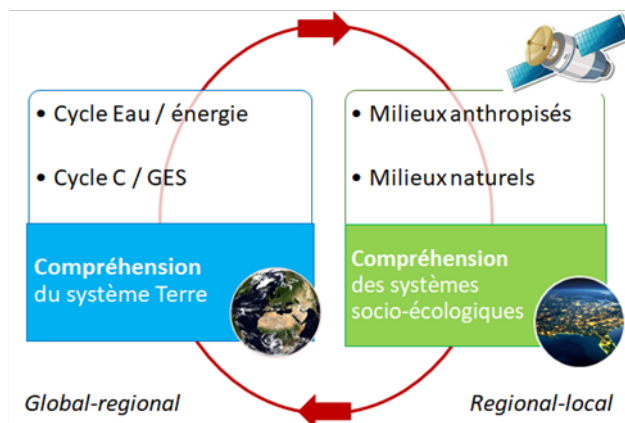 • Cycle Eau / énergie
• Cycle C / GES
Compréhension
du système Terre
Global-regional
• Milieux anthropisés
• Milieux naturels
Compréhension
des systèmes
socio-écologiques
Regional-local